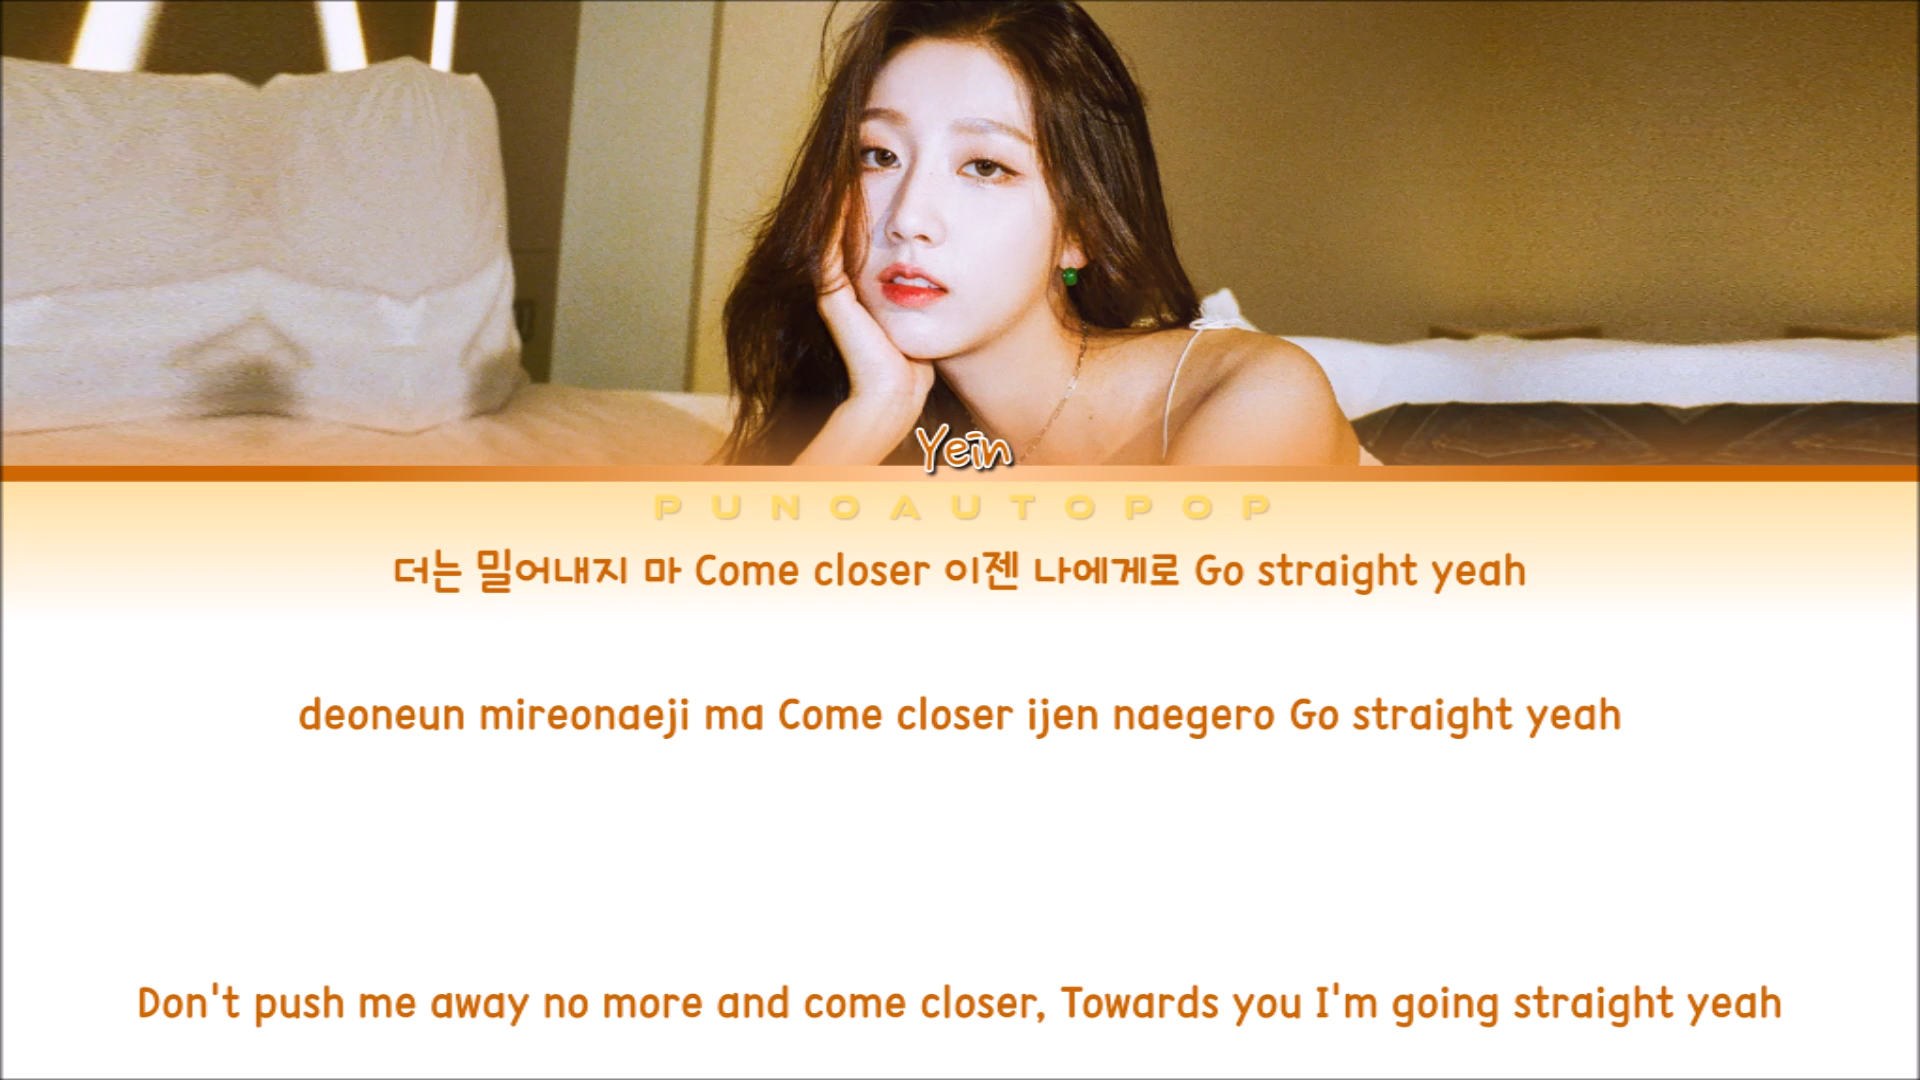 Yein
PUNOAUTOPOP
더는 밀어내지 마 Come closer 이젠 나에게로 Go straight yeah
deoneun mireonaeji ma Come closer ijen naegero Go straight yeah
Don't push me away no more and come closer, Towards you I'm going straight yeah